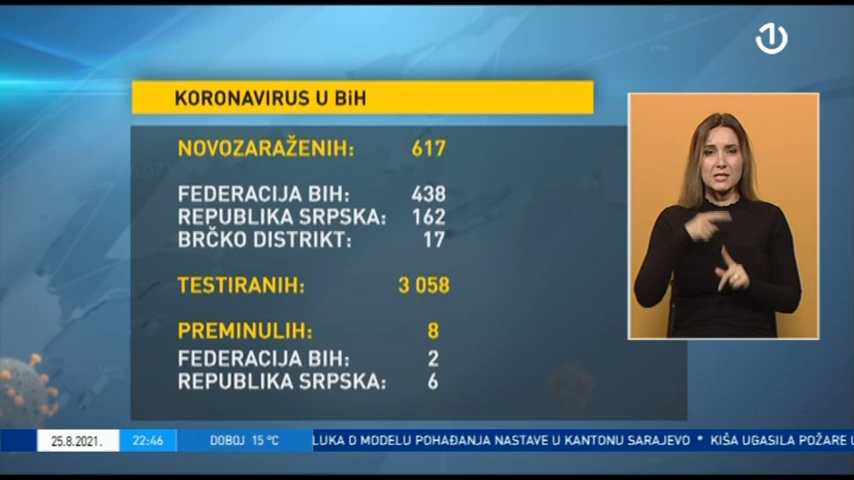 1
KORONAVIRUS U BiH
NOVOZARAŽENIH: 617
FEDERACIJA BIH: 438
REPUBLIKA SRPSKA: 162
BRČKO DISTRIKT: 17
TESTIRANIH: 3 058
PREMINULIH: 8
FEDERACIJA BIH: 2
REPUBLIKA SRPSKA: 6
25.8.2021. 22:46 DOBOJ 15 °C LUKA O MODELU POHAĐANJA NASTAVE U KANTONU SARAJEVO * KIŠA UGASILA POŽARE U